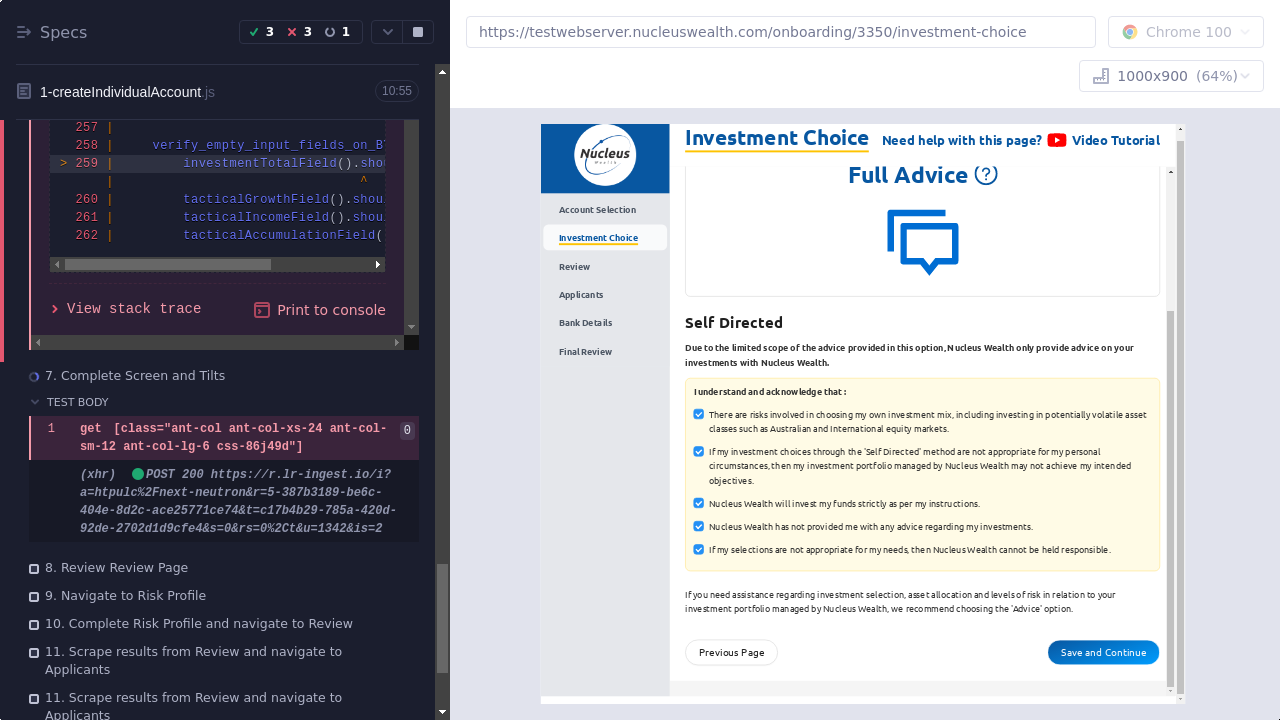 Specs
3 3 1
https://testwebserver.nucleuswealth.com/onboarding/3350/investment-choice
Chrome 100
1000x900 (64%)
1-createIndividualAccount.js
10:55
257 |
258 | verify_empty_input_fields_on_B
> 259 | investmentTotalField().shou
| ^
260 | tacticalGrowthField().shou
261 | tacticalIncomeField().shou
262 | tacticalAccumulationField(
View stack trace
Print to console
7. Complete Screen and Tilts
TEST BODY
1 get [class="ant-col ant-col-xs-24 ant-col-
sm-12 ant-col-lg-6 css-86j49d"]
0
(xhr) POST 200 https://r.lr-ingest.io/i?
a=htpulc%2Fnext-neutron&r=5-387b3189-be6c-
404e-8d2c-ace25771ce74&t=c17b4b29-785a-420d-
92de-2702d1d9cfe4&s=0&rs=0%2Ct&u=1342&is=2
8. Review Review Page
9. Navigate to Risk Profile
10. Complete Risk Profile and navigate to Review
11. Scrape results from Review and navigate to
Applicants
11. Scrape results from Review and navigate to
Applicants
Nucleus
Wealth
Account Selection
Investment Choice
Review
Applicants
Bank Details
Final Review
Investment Choice
Need help with this page?
Video Tutorial
Full Advice
Self Directed
Due to the limited scope of the advice provided in this option, Nucleus Wealth only provide advice on your
investments with Nucleus Wealth.
I understand and acknowledge that :
There are risks involved in choosing my own investment mix, including investing in potentially volatile asset
classes such as Australian and International equity markets.
If my investment choices through the 'Self Directed' method are not appropriate for my personal
circumstances, then my investment portfolio managed by Nucleus Wealth may not achieve my intended
objectives.
Nucleus Wealth will invest my funds strictly as per my instructions.
Nucleus Wealth has not provided me with any advice regarding my investments.
If my selections are not appropriate for my needs, then Nucleus Wealth cannot be held responsible.
If you need assistance regarding investment selection, asset allocation and levels of risk in relation to your
investment portfolio managed by Nucleus Wealth, we recommend choosing the 'Advice' option.
Previous Page
Save and Continue